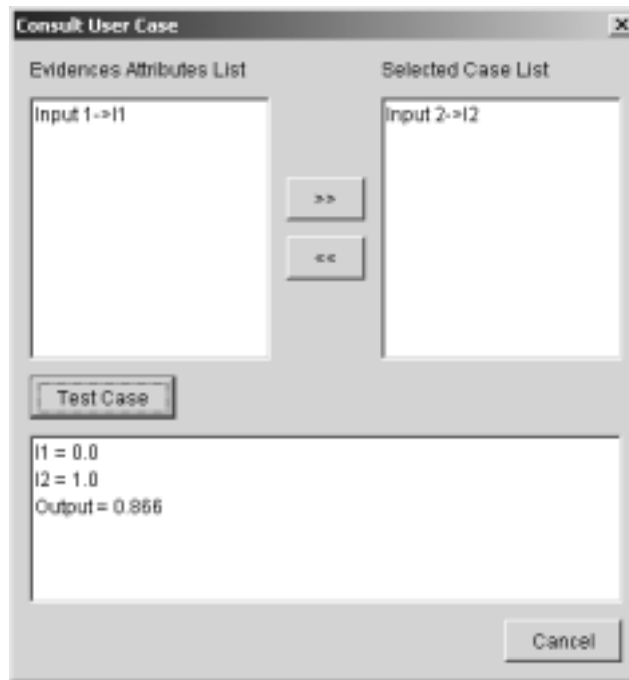 Consult User Case
Evidences Attributes List
Selected Case List
Input 1->I1
Input 2->I2
>>
<<
Test Case
I1 = 0.0
I2 = 1.0
Output = 0.866
Cancel